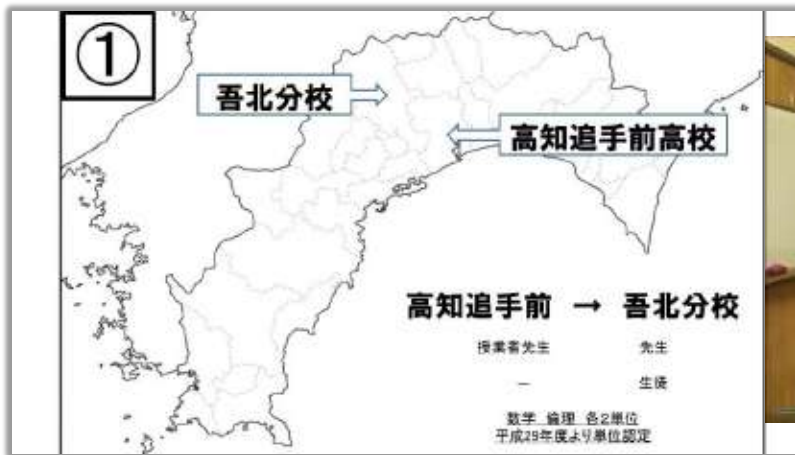 ①
吾北分校
高知追手前高校
高知追手前 → 吾北分校
授業者先生 先生
― 生徒
数学 倫理 各2単位
平成29年度より単位認定